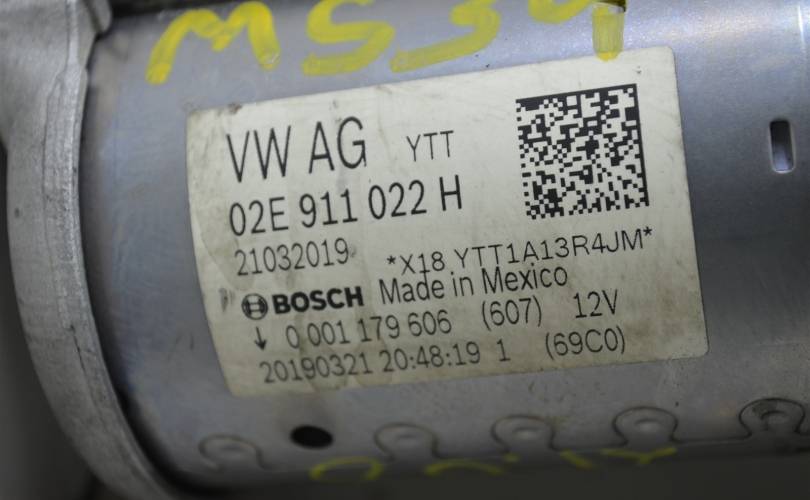 WS34
VW AG YTT
02E 911 022 H
21032019 *X18 YTT1A13R4JM*
BOSCH Made in Mexico
↓ 0 001 179 606 (607) 12V
20190321 20:48:19 1 (69C0)